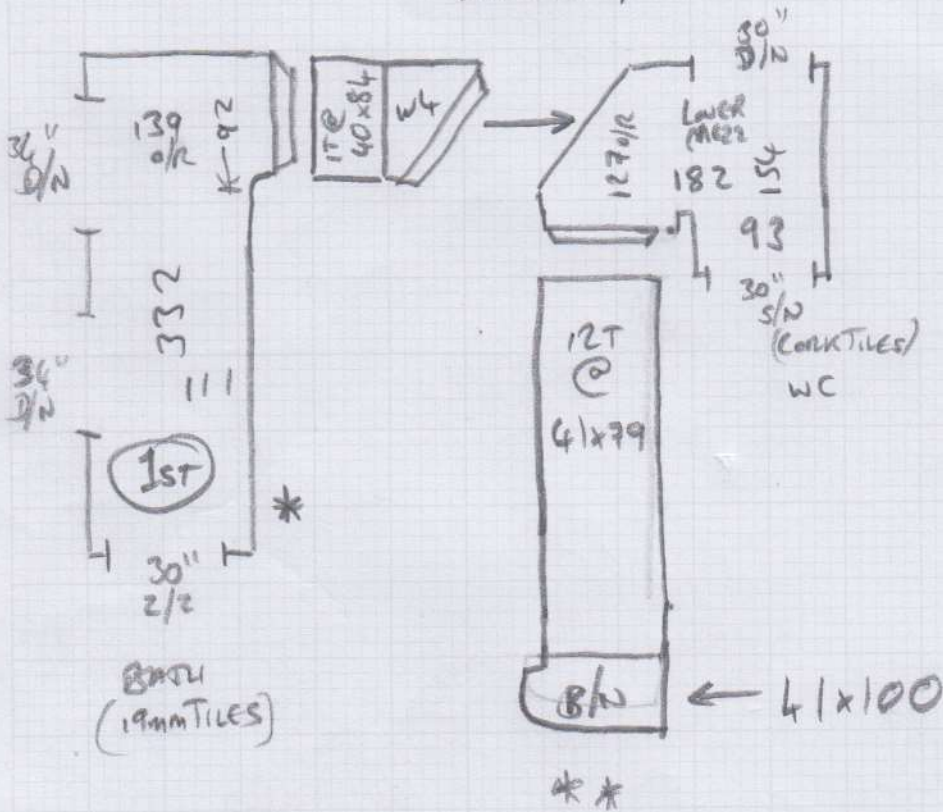 34"
D/N
139
O/R
92
332
34"
D/N
111
1ST
*
30"
2/2
BATH
(19mm TILES)
1T @
40x84
W4
127 O/R
30"
D/N
LOWER
MEZZ
182
154
93
30"
S/N
(CORK TILES)
WC
12T
@
41x79
B/N
41x100
* *